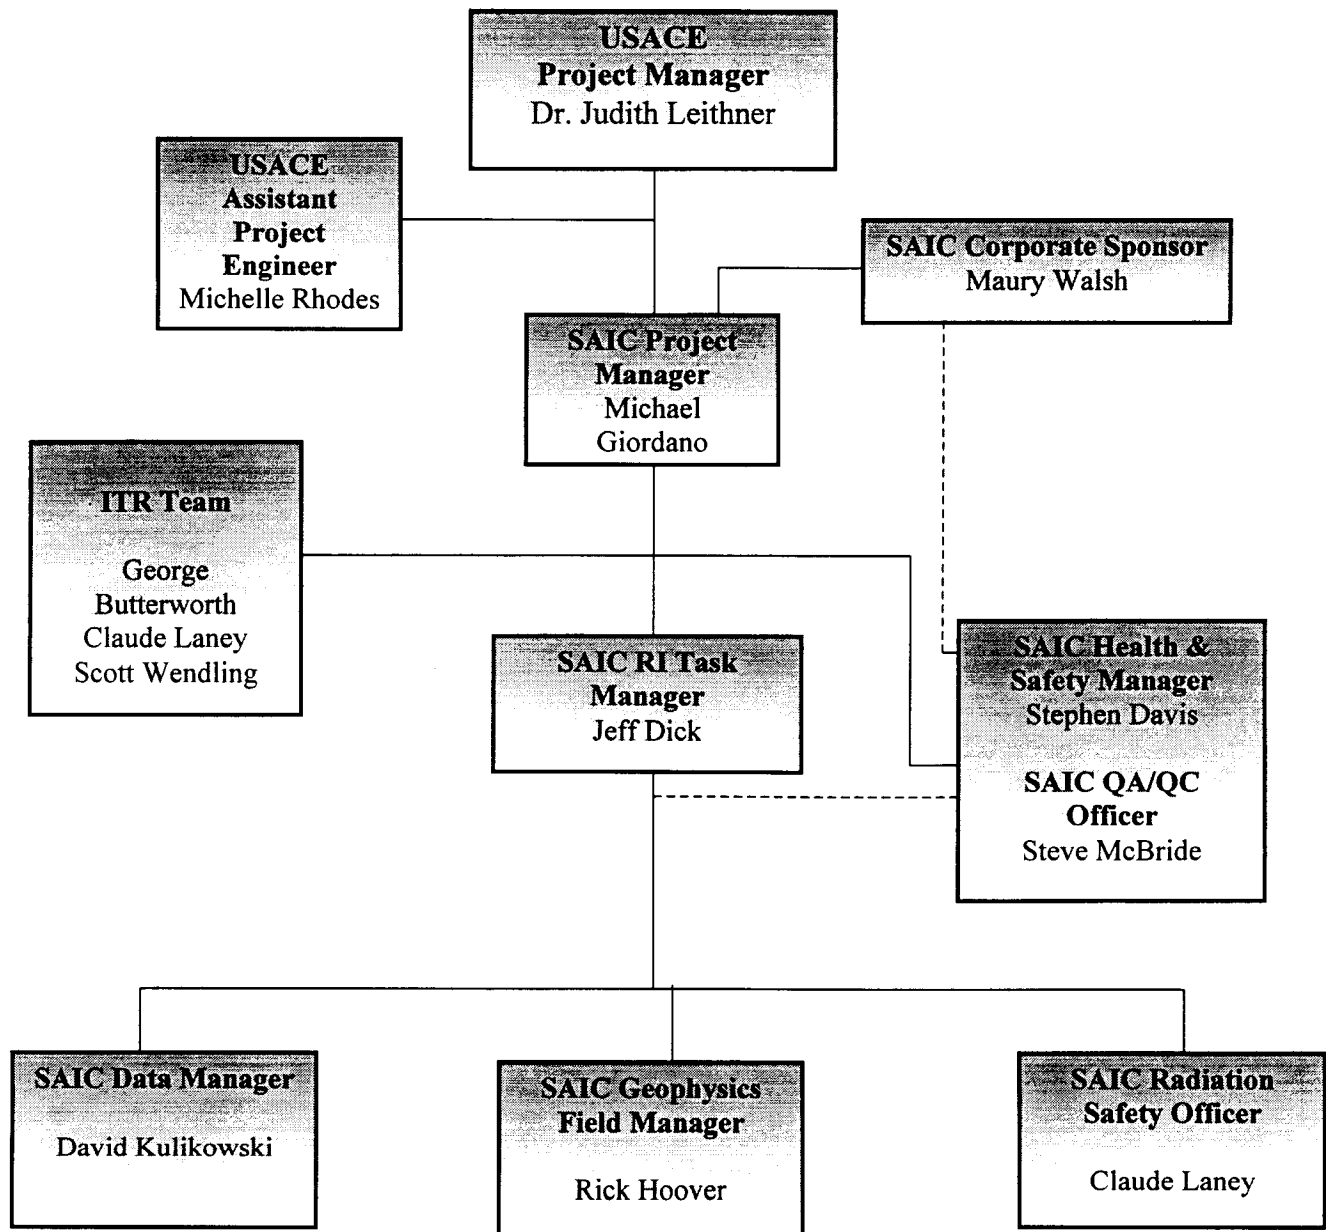 USACE
Project Manager
Dr. Judith Leithner
USACE
Assistant
Project
Engineer
Michelle Rhodes
SAIC Corporate Sponsor
Maury Walsh
SAIC Project
Manager
Michael
Giordano
ITR Team
George
Butterworth
Claude Laney
Scott Wendling
SAIC RI Task
Manager
Jeff Dick
SAIC Health &
Safety Manager
Stephen Davis
SAIC QA/QC
Officer
Steve McBride
SAIC Data Manager
David Kulikowski
SAIC Geophysics
Field Manager
Rick Hoover
SAIC Radiation
Safety Officer
Claude Laney